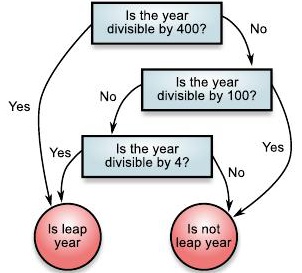 Is the year
divisible by 400?
No
Yes
Is the year
divisible by 100?
No
Yes
Is the year
divisible by 4?
Yes
No
Is leap
year
Is not
leap year